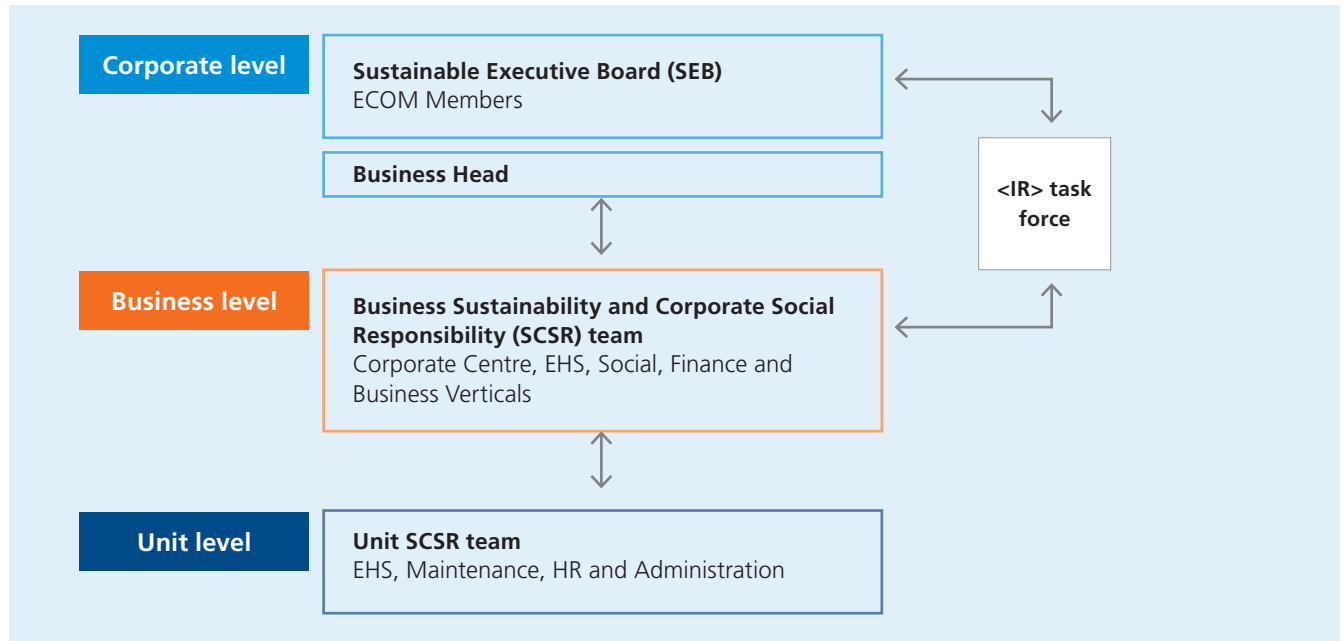 Corporate level
Sustainable Executive Board (SEB)
ECOM Members
Business Head
<IR> task
force
Business level
Business Sustainability and Corporate Social
Responsibility (SCSR) team
Corporate Centre, EHS, Social, Finance and
Business Verticals
Unit level
Unit SCSR team
EHS, Maintenance, HR and Administration